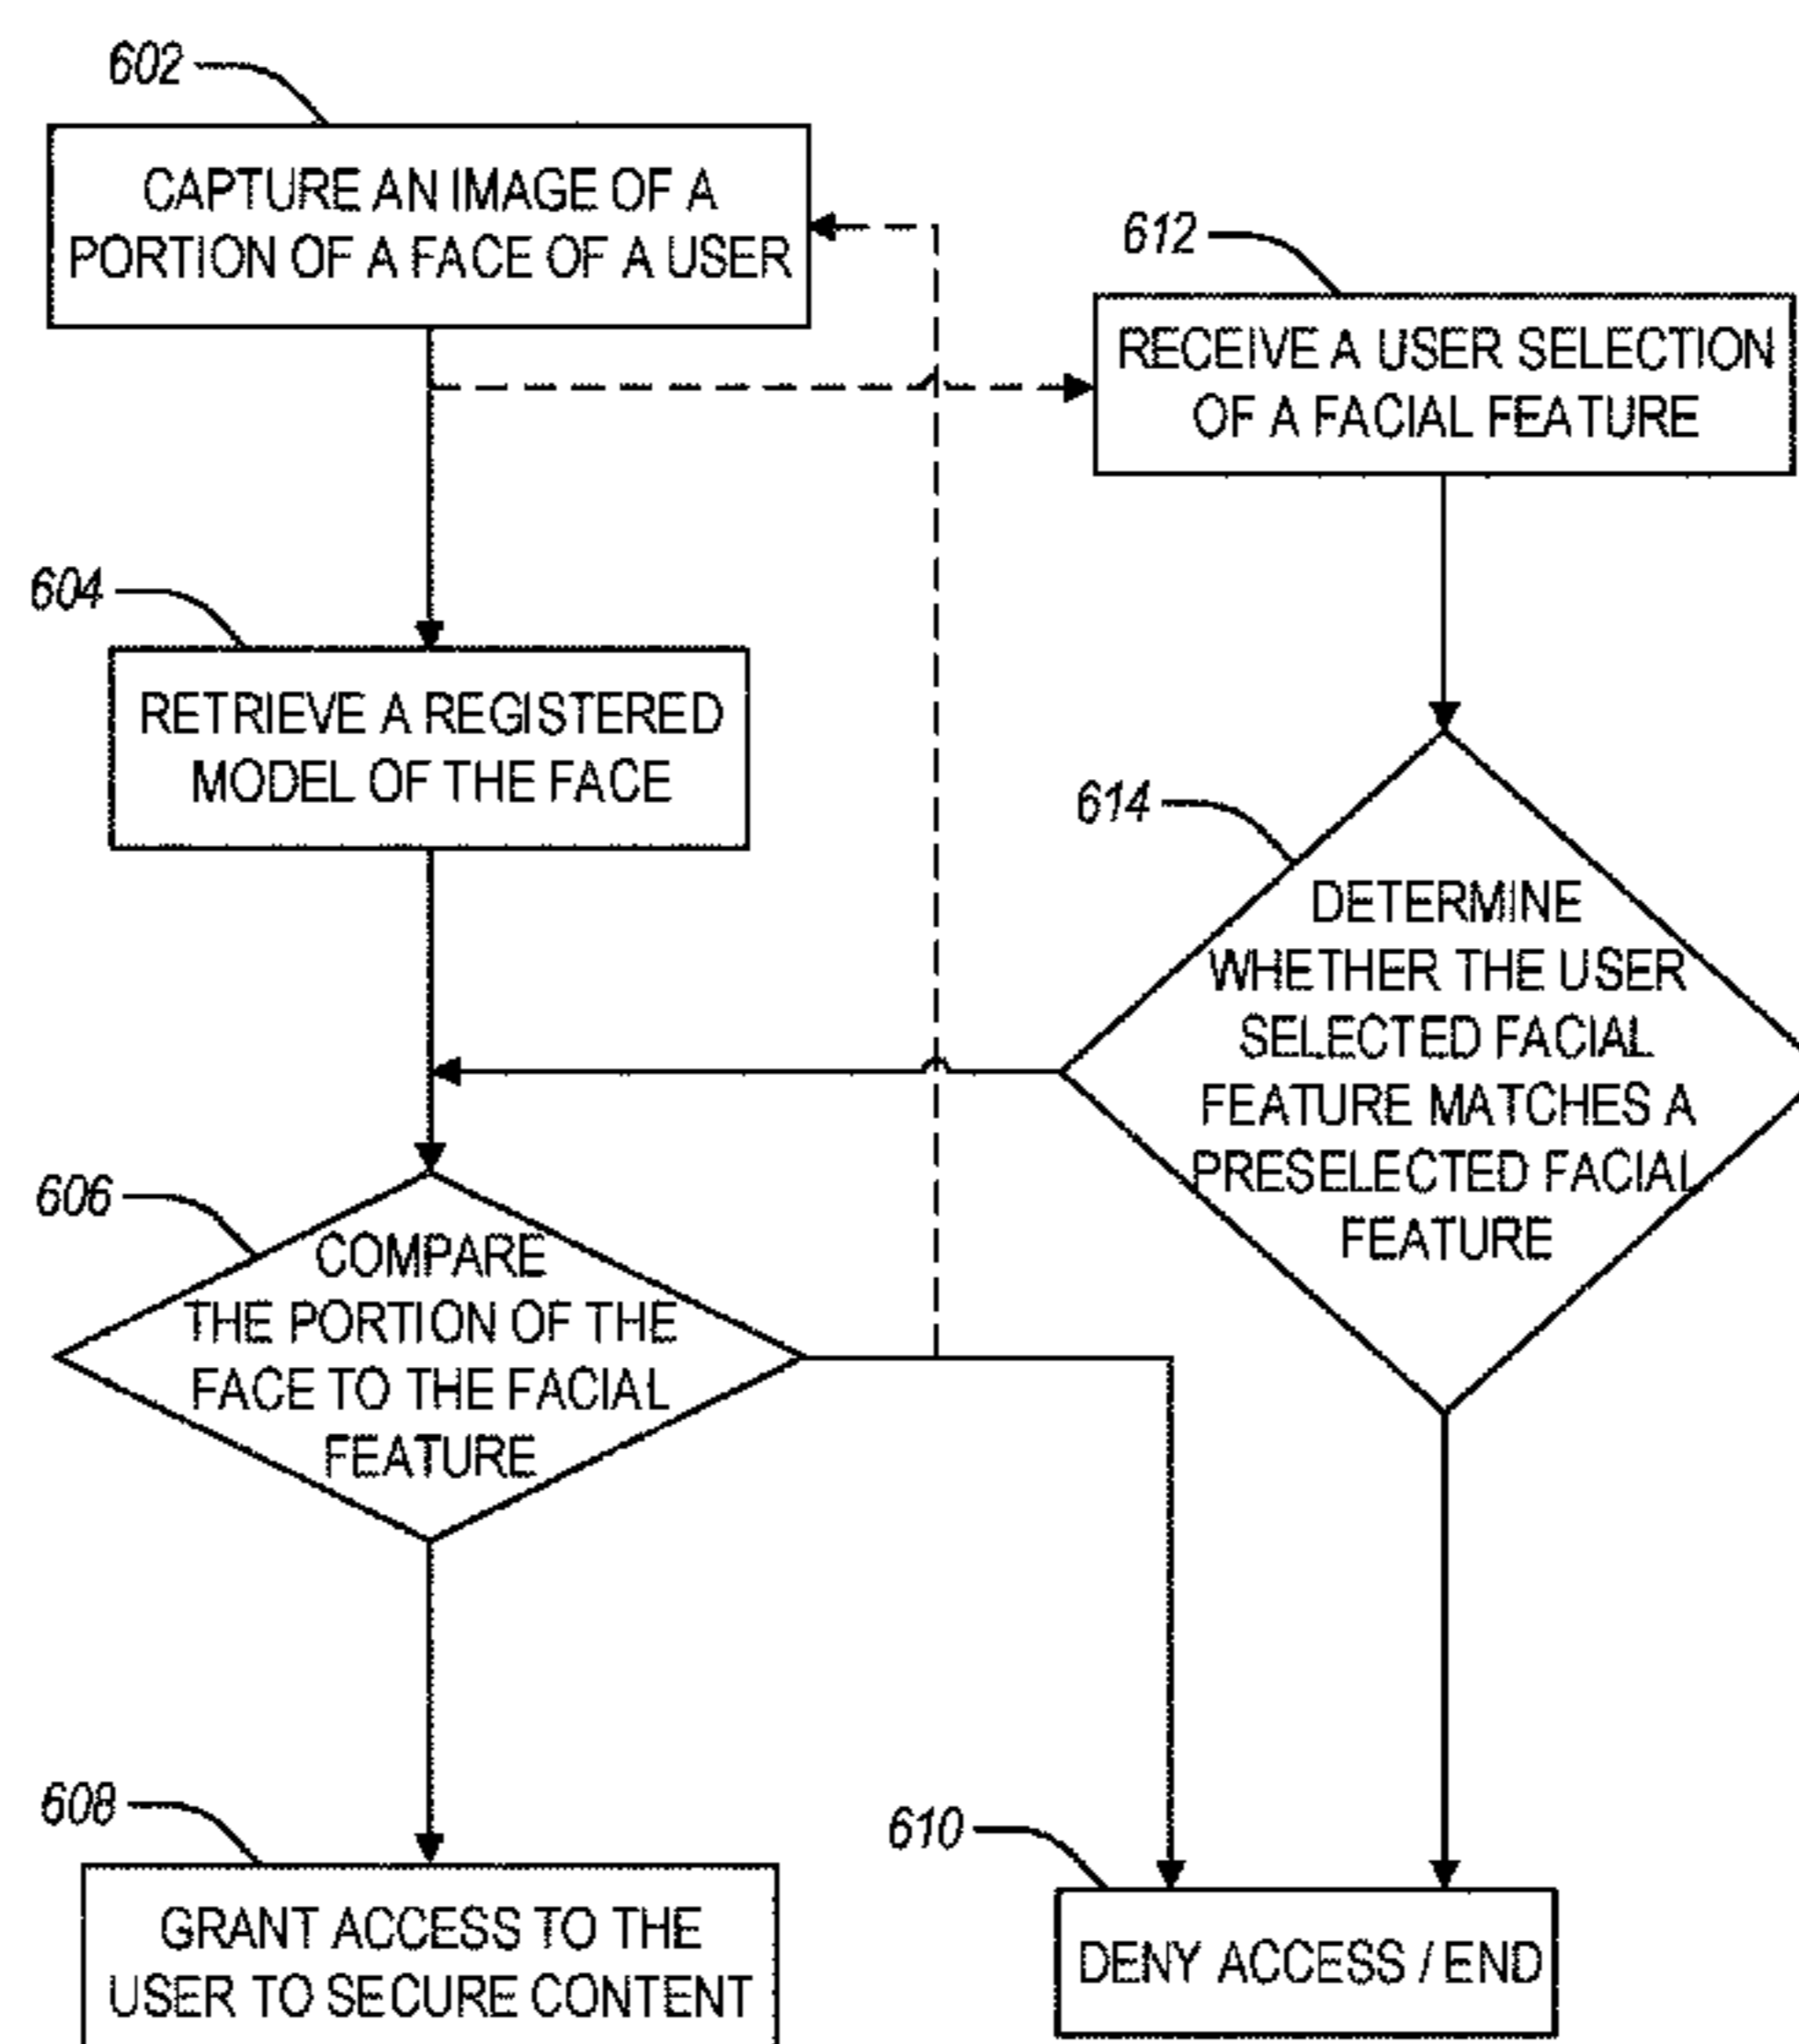 602
CAPTURE AN IMAGE OF A
PORTION OF A FACE OF A USER
612
RECEIVE A USER SELECTION
OF A FACIAL FEATURE
604
RETRIEVE A REGISTERED
MODEL OF THE FACE
614
DETERMINE
WHETHER THE USER
SELECTED FACIAL
FEATURE MATCHES A
PRESELECTED FACIAL
FEATURE
606
COMPARE
THE PORTION OF THE
FACE TO THE FACIAL
FEATURE
608
GRANT ACCESS TO THE
USER TO SECURE CONTENT
610
DENY ACCESS / END